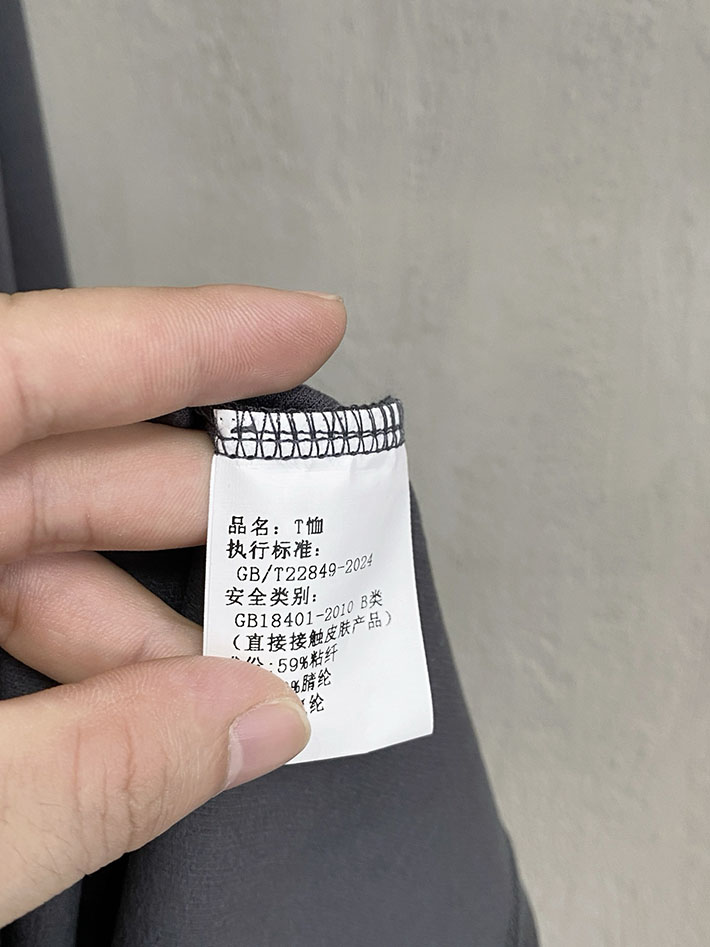 品名：T恤
执行标准：
GB/T22849-2024
安全类别：
GB18401-2010 B类
（直接接触皮肤产品）
:59%粘纤
%腈纶
纶